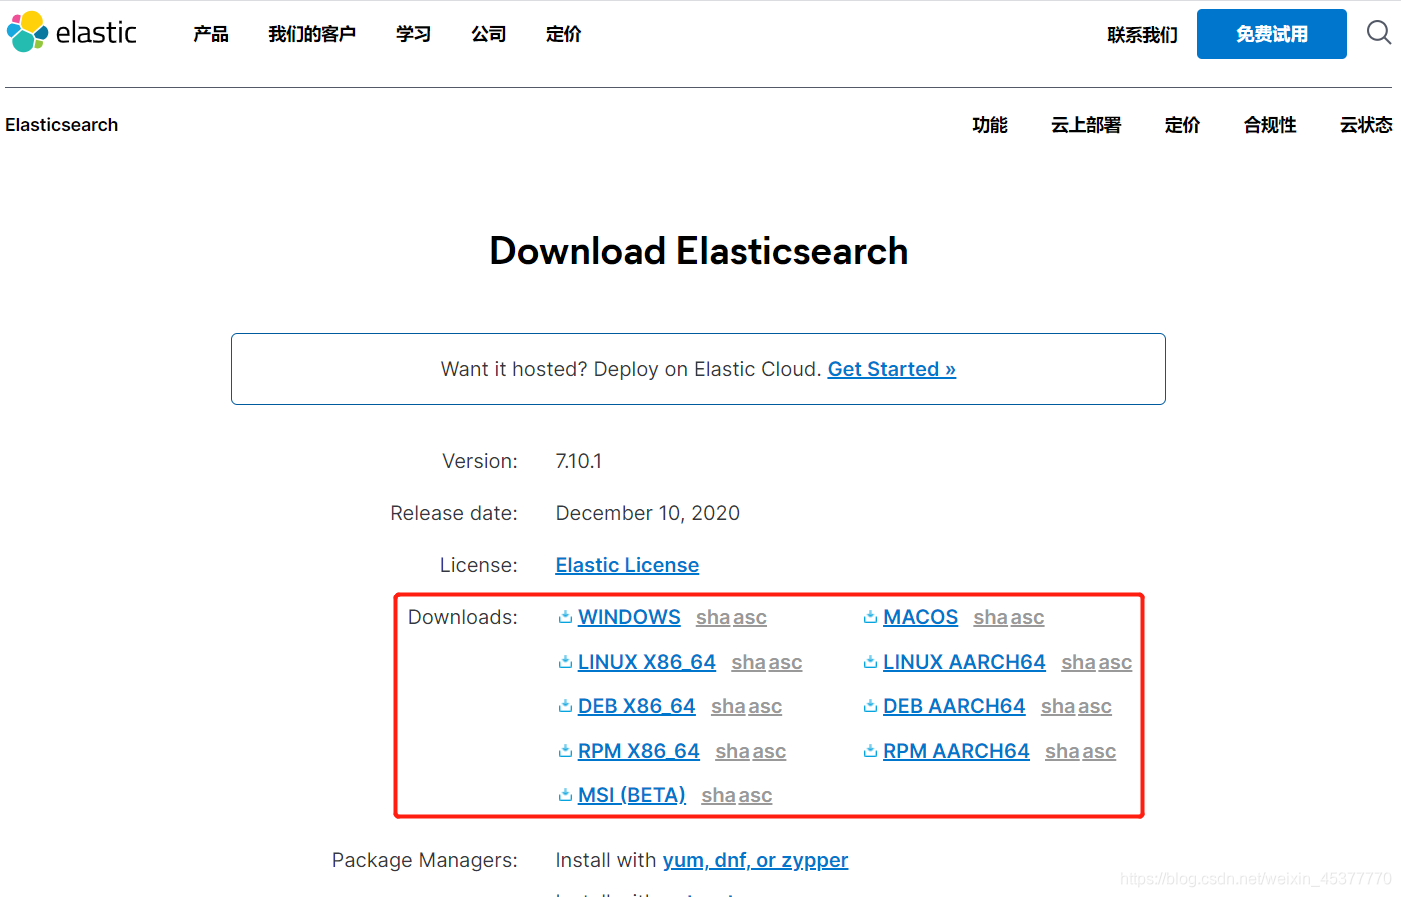 elastic 产品 我们的客户 学习 公司 定价 联系我们 免费试用
Elasticsearch 功能 云上部署 定价 合规性 云状态
Download Elasticsearch
Want it hosted? Deploy on Elastic Cloud. Get Started »
Version: 7.10.1
Release date: December 10, 2020
License: Elastic License
Downloads: WINDOWS sha asc MACOS sha asc
LINUX X86_64 sha asc LINUX AARCH64 sha asc
DEB X86_64 sha asc DEB AARCH64 sha asc
RPM X86_64 sha asc RPM AARCH64 sha asc
MSI (BETA) sha asc
Package Managers: Install with yum, dnf, or zypper
https://blog.csdn.net/weixin_45377770